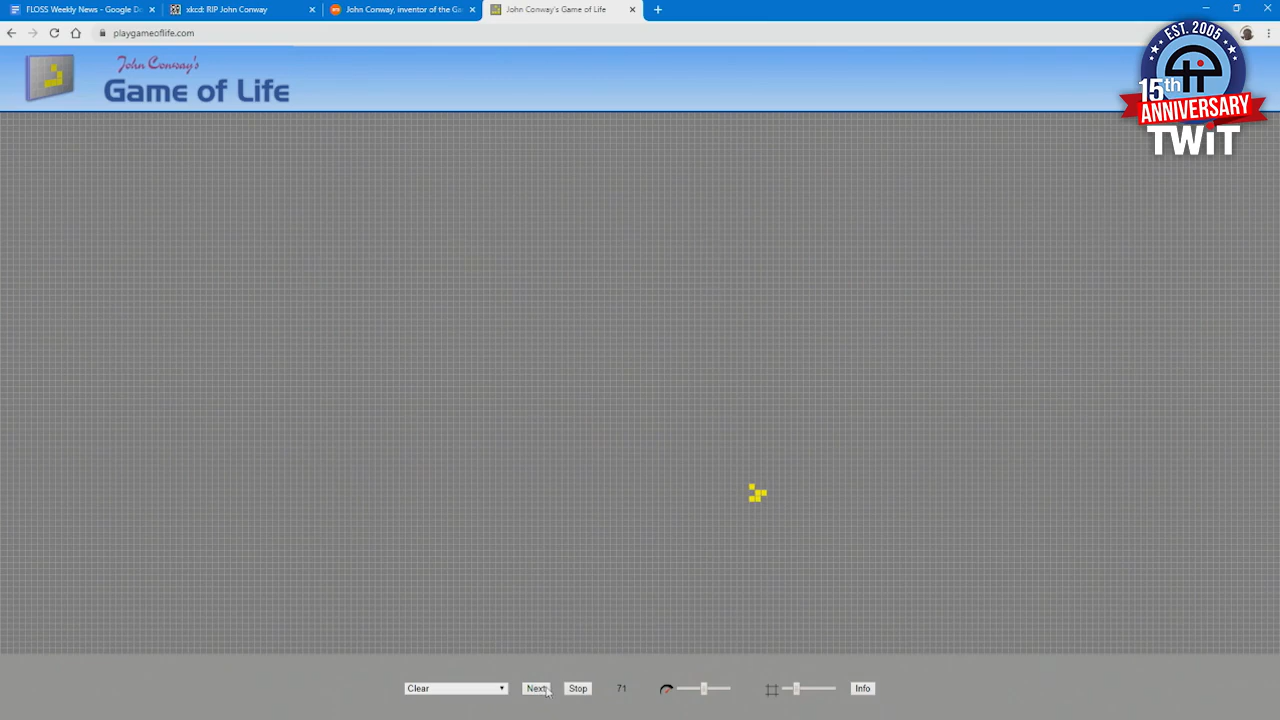 FLOSS Weekly News - Google Do
xkcd: RIP John Conway
John Conway, inventor of the Ga
John Conway's Game of Life
playgameoflife.com
John Conway's
Game of Life
EST. 2005
15th
ANNIVERSARY
TWiT
Clear
Next
Stop
71
Info